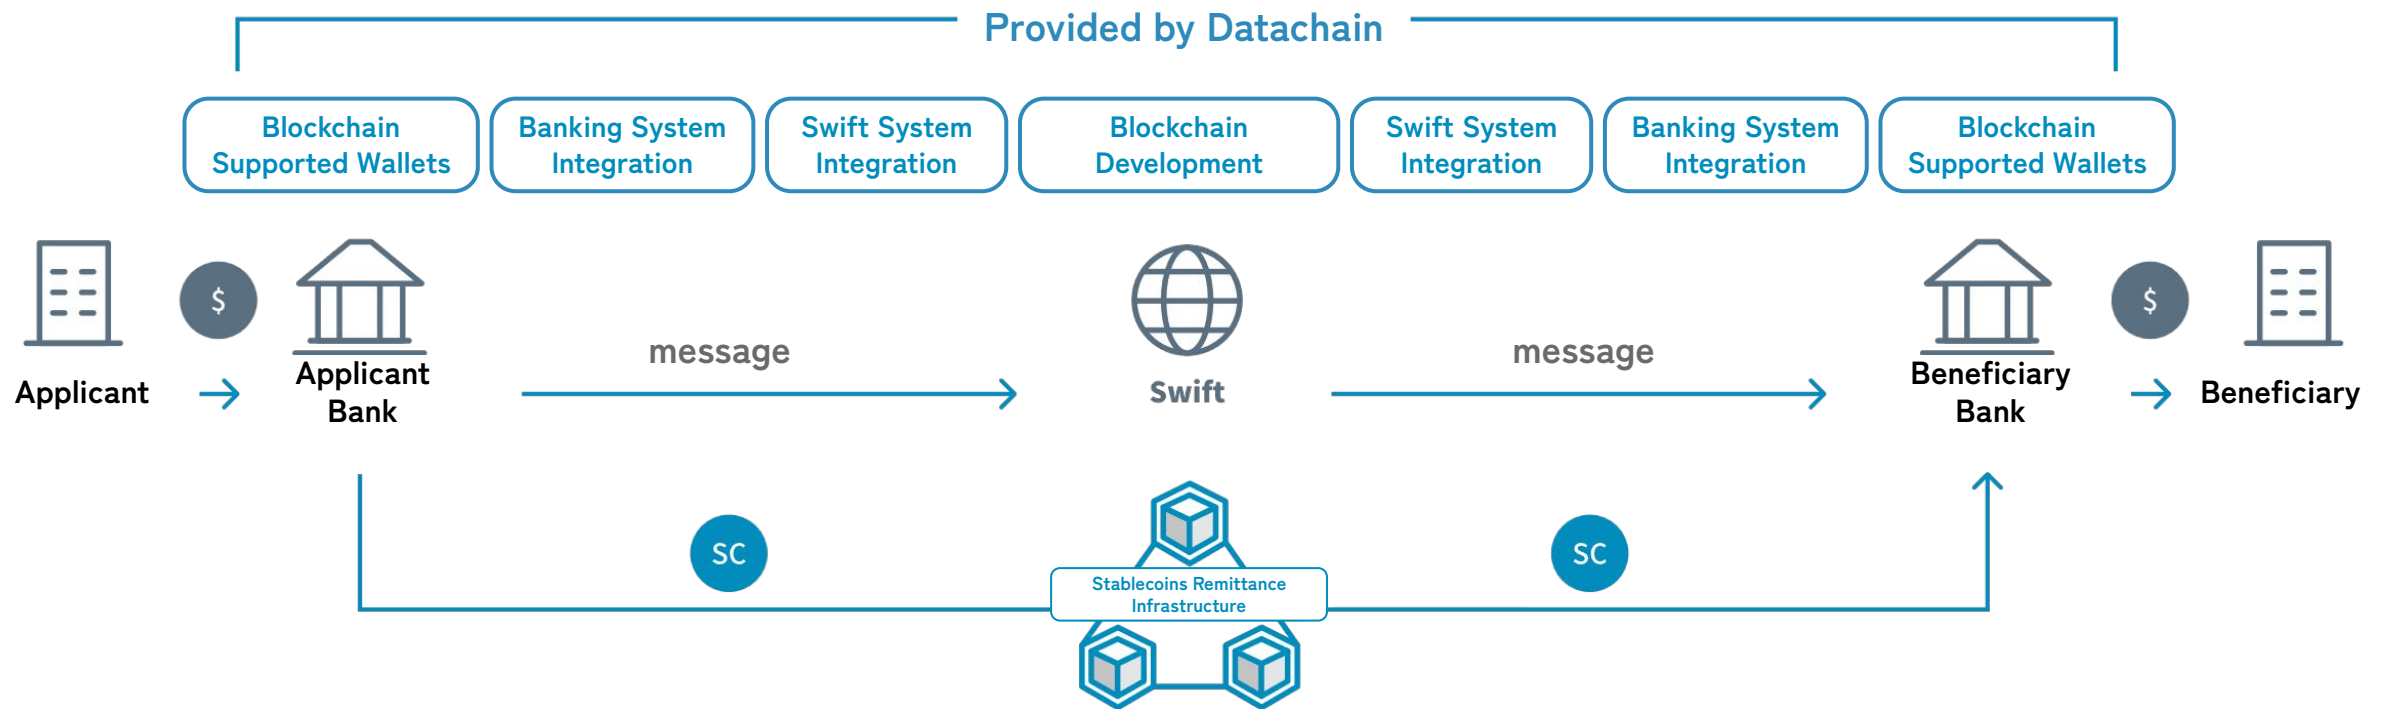 Provided by Datachain
Blockchain
Supported Wallets
Banking System
Integration
Swift System
Integration
Blockchain
Development
Swift System
Integration
Banking System
Integration
Blockchain
Supported Wallets
$
$
Applicant
Applicant
Bank
message
Swift
message
Beneficiary
Bank
Beneficiary
SC
SC
Stablecoins Remittance
Infrastructure